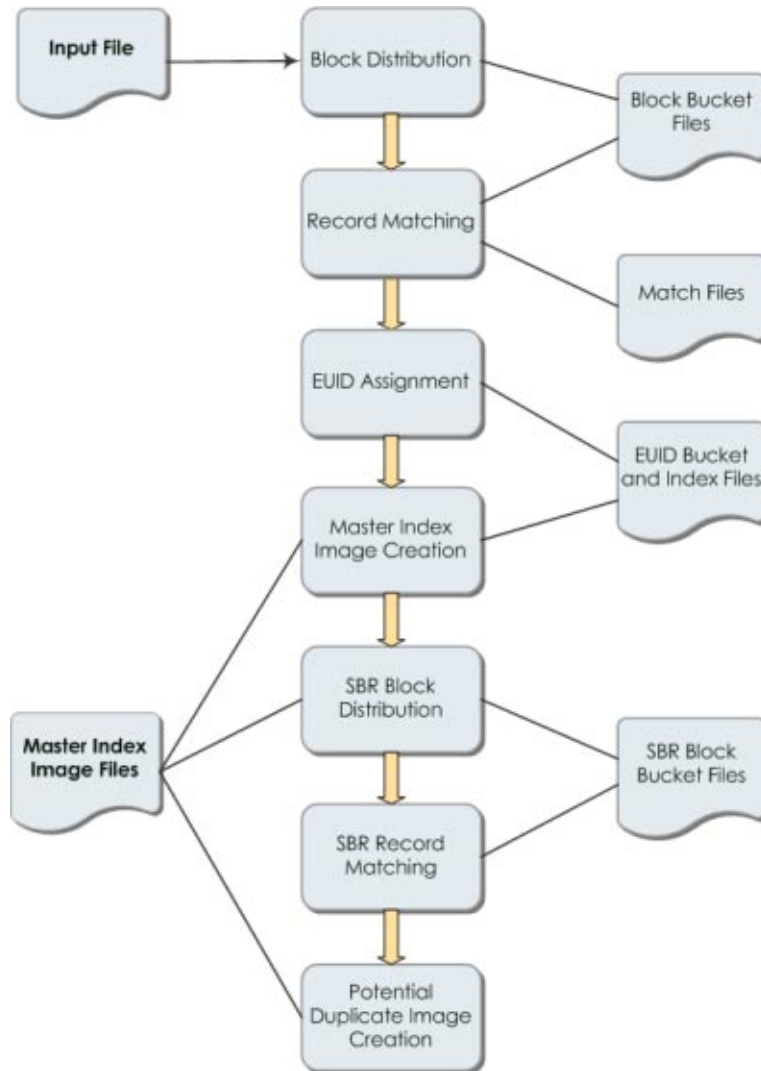 Input File
Block Distribution
Block Bucket
Files
Record Matching
Match Files
EUID Assignment
EUID Bucket
and Index Files
Master Index
Image Creation
SBR Block
Distribution
Master Index
Image Files
SBR Block
Bucket Files
SBR Record
Matching
Potential
Duplicate Image
Creation